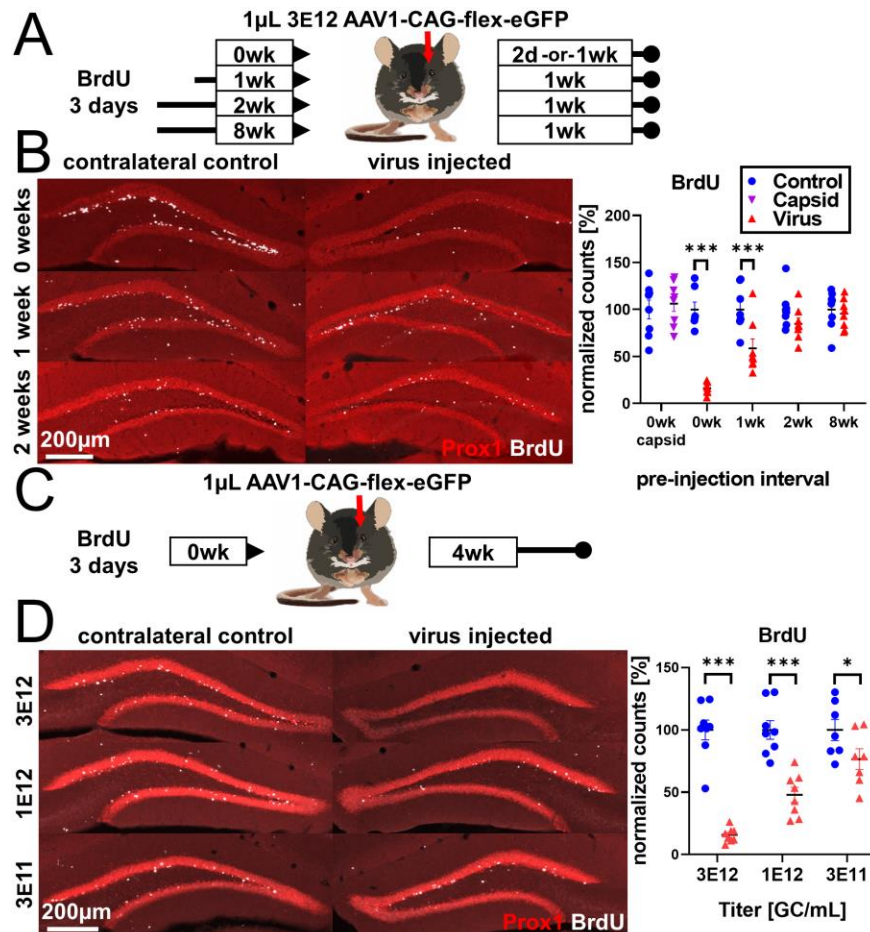 A
1µL 3E12 AAV1-CAG-flex-eGFP
BrdU
3 days
0wk
1wk
2wk
8wk
2d -or-1wk
1wk
1wk
1wk
B
contralateral control
virus injected
0 weeks
1 week
2 weeks
200µm
Prox1 BrdU
BrdU
Control
Capsid
Virus
normalized counts [%]
200
150
100
50
0
***
***
0wk capsid
0wk
1wk
2wk
8wk
pre-injection interval
C
1µL AAV1-CAG-flex-eGFP
BrdU
3 days
0wk
4wk
D
contralateral control
virus injected
3E12
1E12
3E11
200µm
Prox1 BrdU
BrdU
normalized counts [%]
150
100
50
0
***
***
*
3E12
1E12
3E11
Titer [GC/mL]